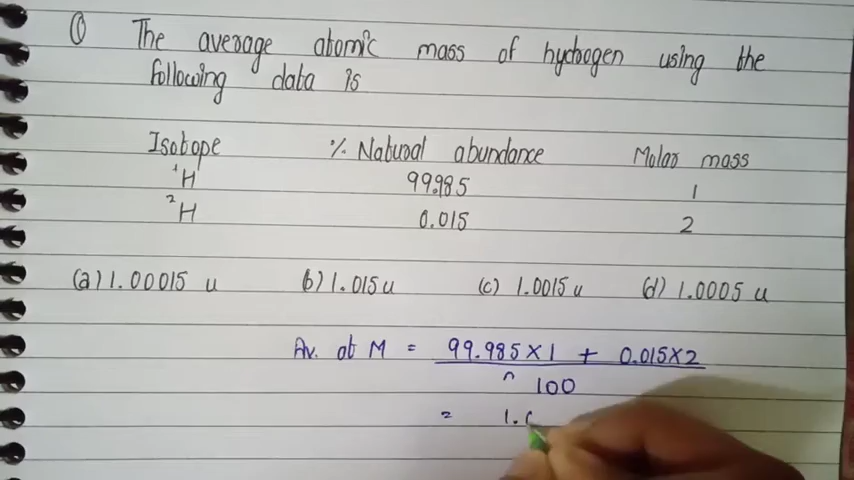 ① The average atomic mass of hydrogen using the
following data is
Isotope % Natural abundance Molar mass
¹H 99.985 1
²H 0.015 2
(a) 1.00015 u (b) 1.015 u (c) 1.0015 u (d) 1.0005 u
Av. at M = 99.985 × 1 + 0.015 × 2
100
= 1.0